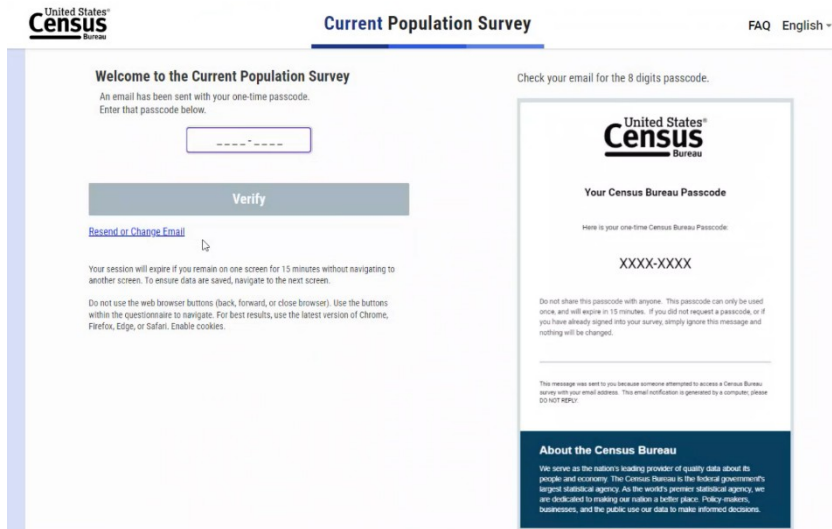 United States®
Census
Bureau
Current Population Survey
FAQ English
Welcome to the Current Population Survey
An email has been sent with your one-time passcode.
Enter that passcode below.
_ _ _ _-_ _ _ _
Verify
Resend or Change Email
Your session will expire if you remain on one screen for 15 minutes without navigating to
another screen. To ensure data are saved, navigate to the next screen.
Do not use the web browser buttons (back, forward, or close browser). Use the buttons
within the questionnaire to navigate. For best results, use the latest version of Chrome,
Firefox, Edge, or Safari. Enable cookies.
Check your email for the 8 digits passcode.
United States®
Census
Bureau
Your Census Bureau Passcode
Here is your one-time Census Bureau Passcode:
XXXX-XXXX
Do not share this passcode with anyone. This passcode can only be used
once, and will expire in 15 minutes. If you did not request a passcode, or if
you have already signed into your survey, simply ignore this message and
nothing will be changed.
This message was sent to you because someone attempted to access a Census Bureau
survey with your email address. This email notification is generated by a computer, please
DO NOT REPLY.
About the Census Bureau
We serve as the nation's leading provider of quality data about its
people and economy. The Census Bureau is the federal government's
largest statistical agency. As the world's premier statistical agency, we
are dedicated to making our nation a better place. Policy-makers,
businesses, and the public use our data to make informed decisions.